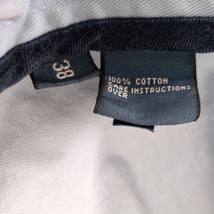 38
100% COTTON
CARE INSTRUCTIONS
OVER